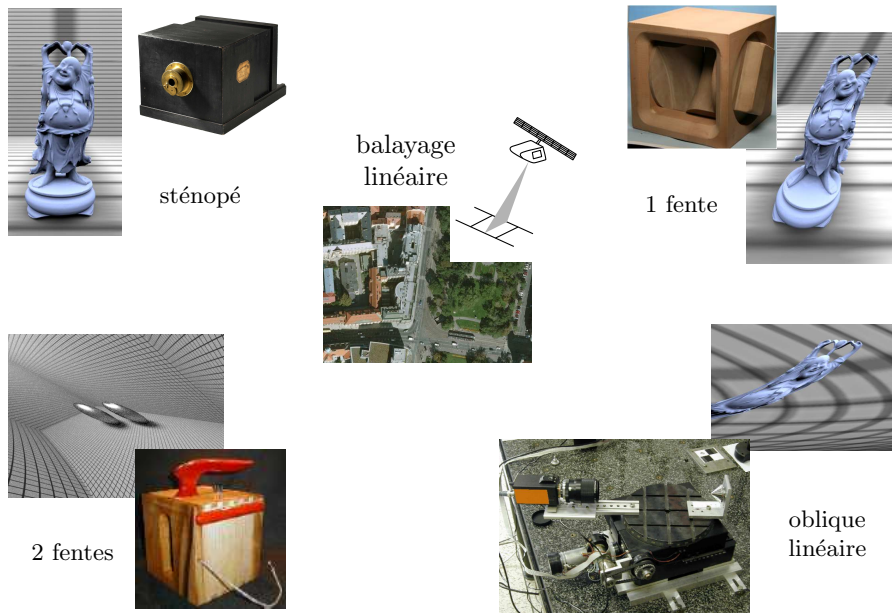 balayage
linéaire
sténopé
1 fente
2 fentes
oblique
linéaire